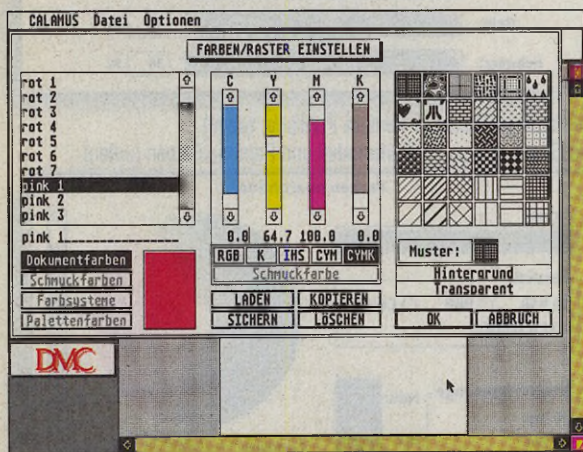 CALAMUS Datei Optionen
FARBEN/RASTER EINSTELLEN
rot 1
rot 2
rot 3
rot 4
rot 5
rot 6
rot 7
pink 1
pink 2
pink 3
pink 1
C Y M K
0.0 64.7 100.0 0.0
RGB K IHS CYM CYMK
Schmuckfarbe
Dokumentfarben
Schmuckfarben
Farbsysteme
Palettenfarben
LADEN KOPIEREN
SICHERN LÖSCHEN
Muster:
Hintergrund
Transparent
OK ABBRUCH
DMC